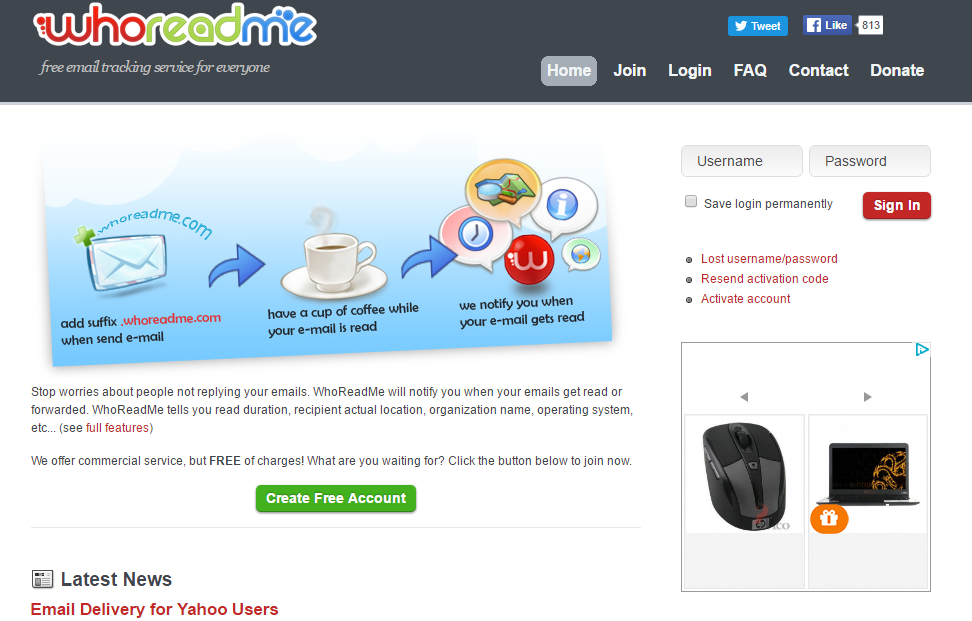 whoreadme
free email tracking service for everyone
Tweet
Like
813
Home
Join
Login
FAQ
Contact
Donate
whoreadme.com
add suffix .whoreadme.com
when send e-mail
have a cup of coffee while
your e-mail is read
we notify you when
your e-mail gets read
Username
Password
Save login permanently
Sign In
Lost username/password
Resend activation code
Activate account
Stop worries about people not replying your emails. WhoReadMe will notify you when your emails get read or
forwarded. WhoReadMe tells you read duration, recipient actual location, organization name, operating system,
etc... (see full features)
We offer commercial service, but FREE of charges! What are you waiting for? Click the button below to join now.
Create Free Account
Latest News
Email Delivery for Yahoo Users